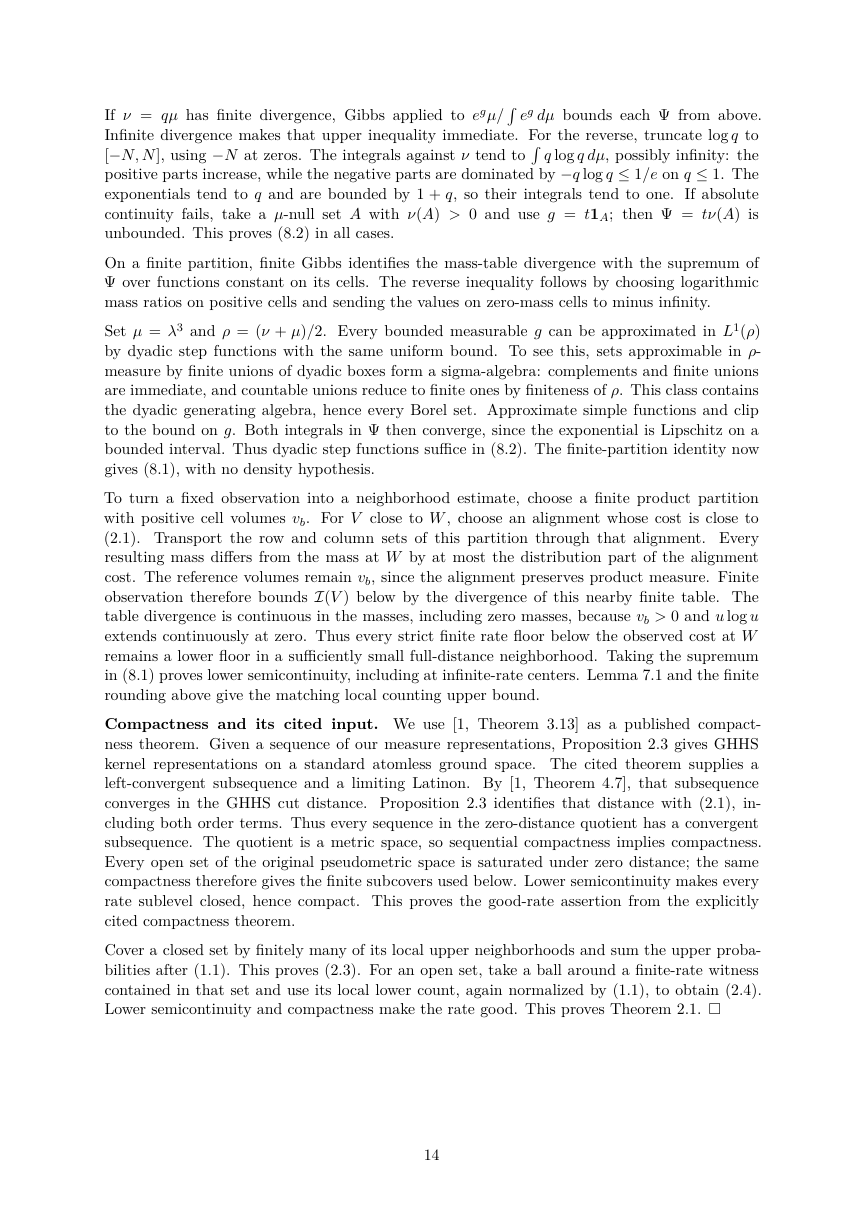 If ν = qμ has finite divergence, Gibbs applied to e^g μ/ ∫ e^g dμ bounds each Ψ from above.
Infinite divergence makes that upper inequality immediate. For the reverse, truncate log q to
[−N, N], using −N at zeros. The integrals against ν tend to ∫ q log q dμ, possibly infinity: the
positive parts increase, while the negative parts are dominated by −q log q ≤ 1/e on q ≤ 1. The
exponentials tend to q and are bounded by 1 + q, so their integrals tend to one. If absolute
continuity fails, take a μ-null set A with ν(A) > 0 and use g = t𝟏_A; then Ψ = tν(A) is
unbounded. This proves (8.2) in all cases.
On a finite partition, finite Gibbs identifies the mass-table divergence with the supremum of
Ψ over functions constant on its cells. The reverse inequality follows by choosing logarithmic
mass ratios on positive cells and sending the values on zero-mass cells to minus infinity.
Set μ = λ³ and ρ = (ν + μ)/2. Every bounded measurable g can be approximated in L¹(ρ)
by dyadic step functions with the same uniform bound. To see this, sets approximable in ρ-
measure by finite unions of dyadic boxes form a sigma-algebra: complements and finite unions
are immediate, and countable unions reduce to finite ones by finiteness of ρ. This class contains
the dyadic generating algebra, hence every Borel set. Approximate simple functions and clip
to the bound on g. Both integrals in Ψ then converge, since the exponential is Lipschitz on a
bounded interval. Thus dyadic step functions suffice in (8.2). The finite-partition identity now
gives (8.1), with no density hypothesis.
To turn a fixed observation into a neighborhood estimate, choose a finite product partition
with positive cell volumes v_b. For V close to W, choose an alignment whose cost is close to
(2.1). Transport the row and column sets of this partition through that alignment. Every
resulting mass differs from the mass at W by at most the distribution part of the alignment
cost. The reference volumes remain v_b, since the alignment preserves product measure. Finite
observation therefore bounds ℐ(V) below by the divergence of this nearby finite table. The
table divergence is continuous in the masses, including zero masses, because v_b > 0 and u log u
extends continuously at zero. Thus every strict finite rate floor below the observed cost at W
remains a lower floor in a sufficiently small full-distance neighborhood. Taking the supremum
in (8.1) proves lower semicontinuity, including at infinite-rate centers. Lemma 7.1 and the finite
rounding above give the matching local counting upper bound.
Compactness and its cited input. We use [1, Theorem 3.13] as a published compact-
ness theorem. Given a sequence of our measure representations, Proposition 2.3 gives GHHS
kernel representations on a standard atomless ground space. The cited theorem supplies a
left-convergent subsequence and a limiting Latinon. By [1, Theorem 4.7], that subsequence
converges in the GHHS cut distance. Proposition 2.3 identifies that distance with (2.1), in-
cluding both order terms. Thus every sequence in the zero-distance quotient has a convergent
subsequence. The quotient is a metric space, so sequential compactness implies compactness.
Every open set of the original pseudometric space is saturated under zero distance; the same
compactness therefore gives the finite subcovers used below. Lower semicontinuity makes every
rate sublevel closed, hence compact. This proves the good-rate assertion from the explicitly
cited compactness theorem.
Cover a closed set by finitely many of its local upper neighborhoods and sum the upper proba-
bilities after (1.1). This proves (2.3). For an open set, take a ball around a finite-rate witness
contained in that set and use its local lower count, again normalized by (1.1), to obtain (2.4).
Lower semicontinuity and compactness make the rate good. This proves Theorem 2.1. □
14